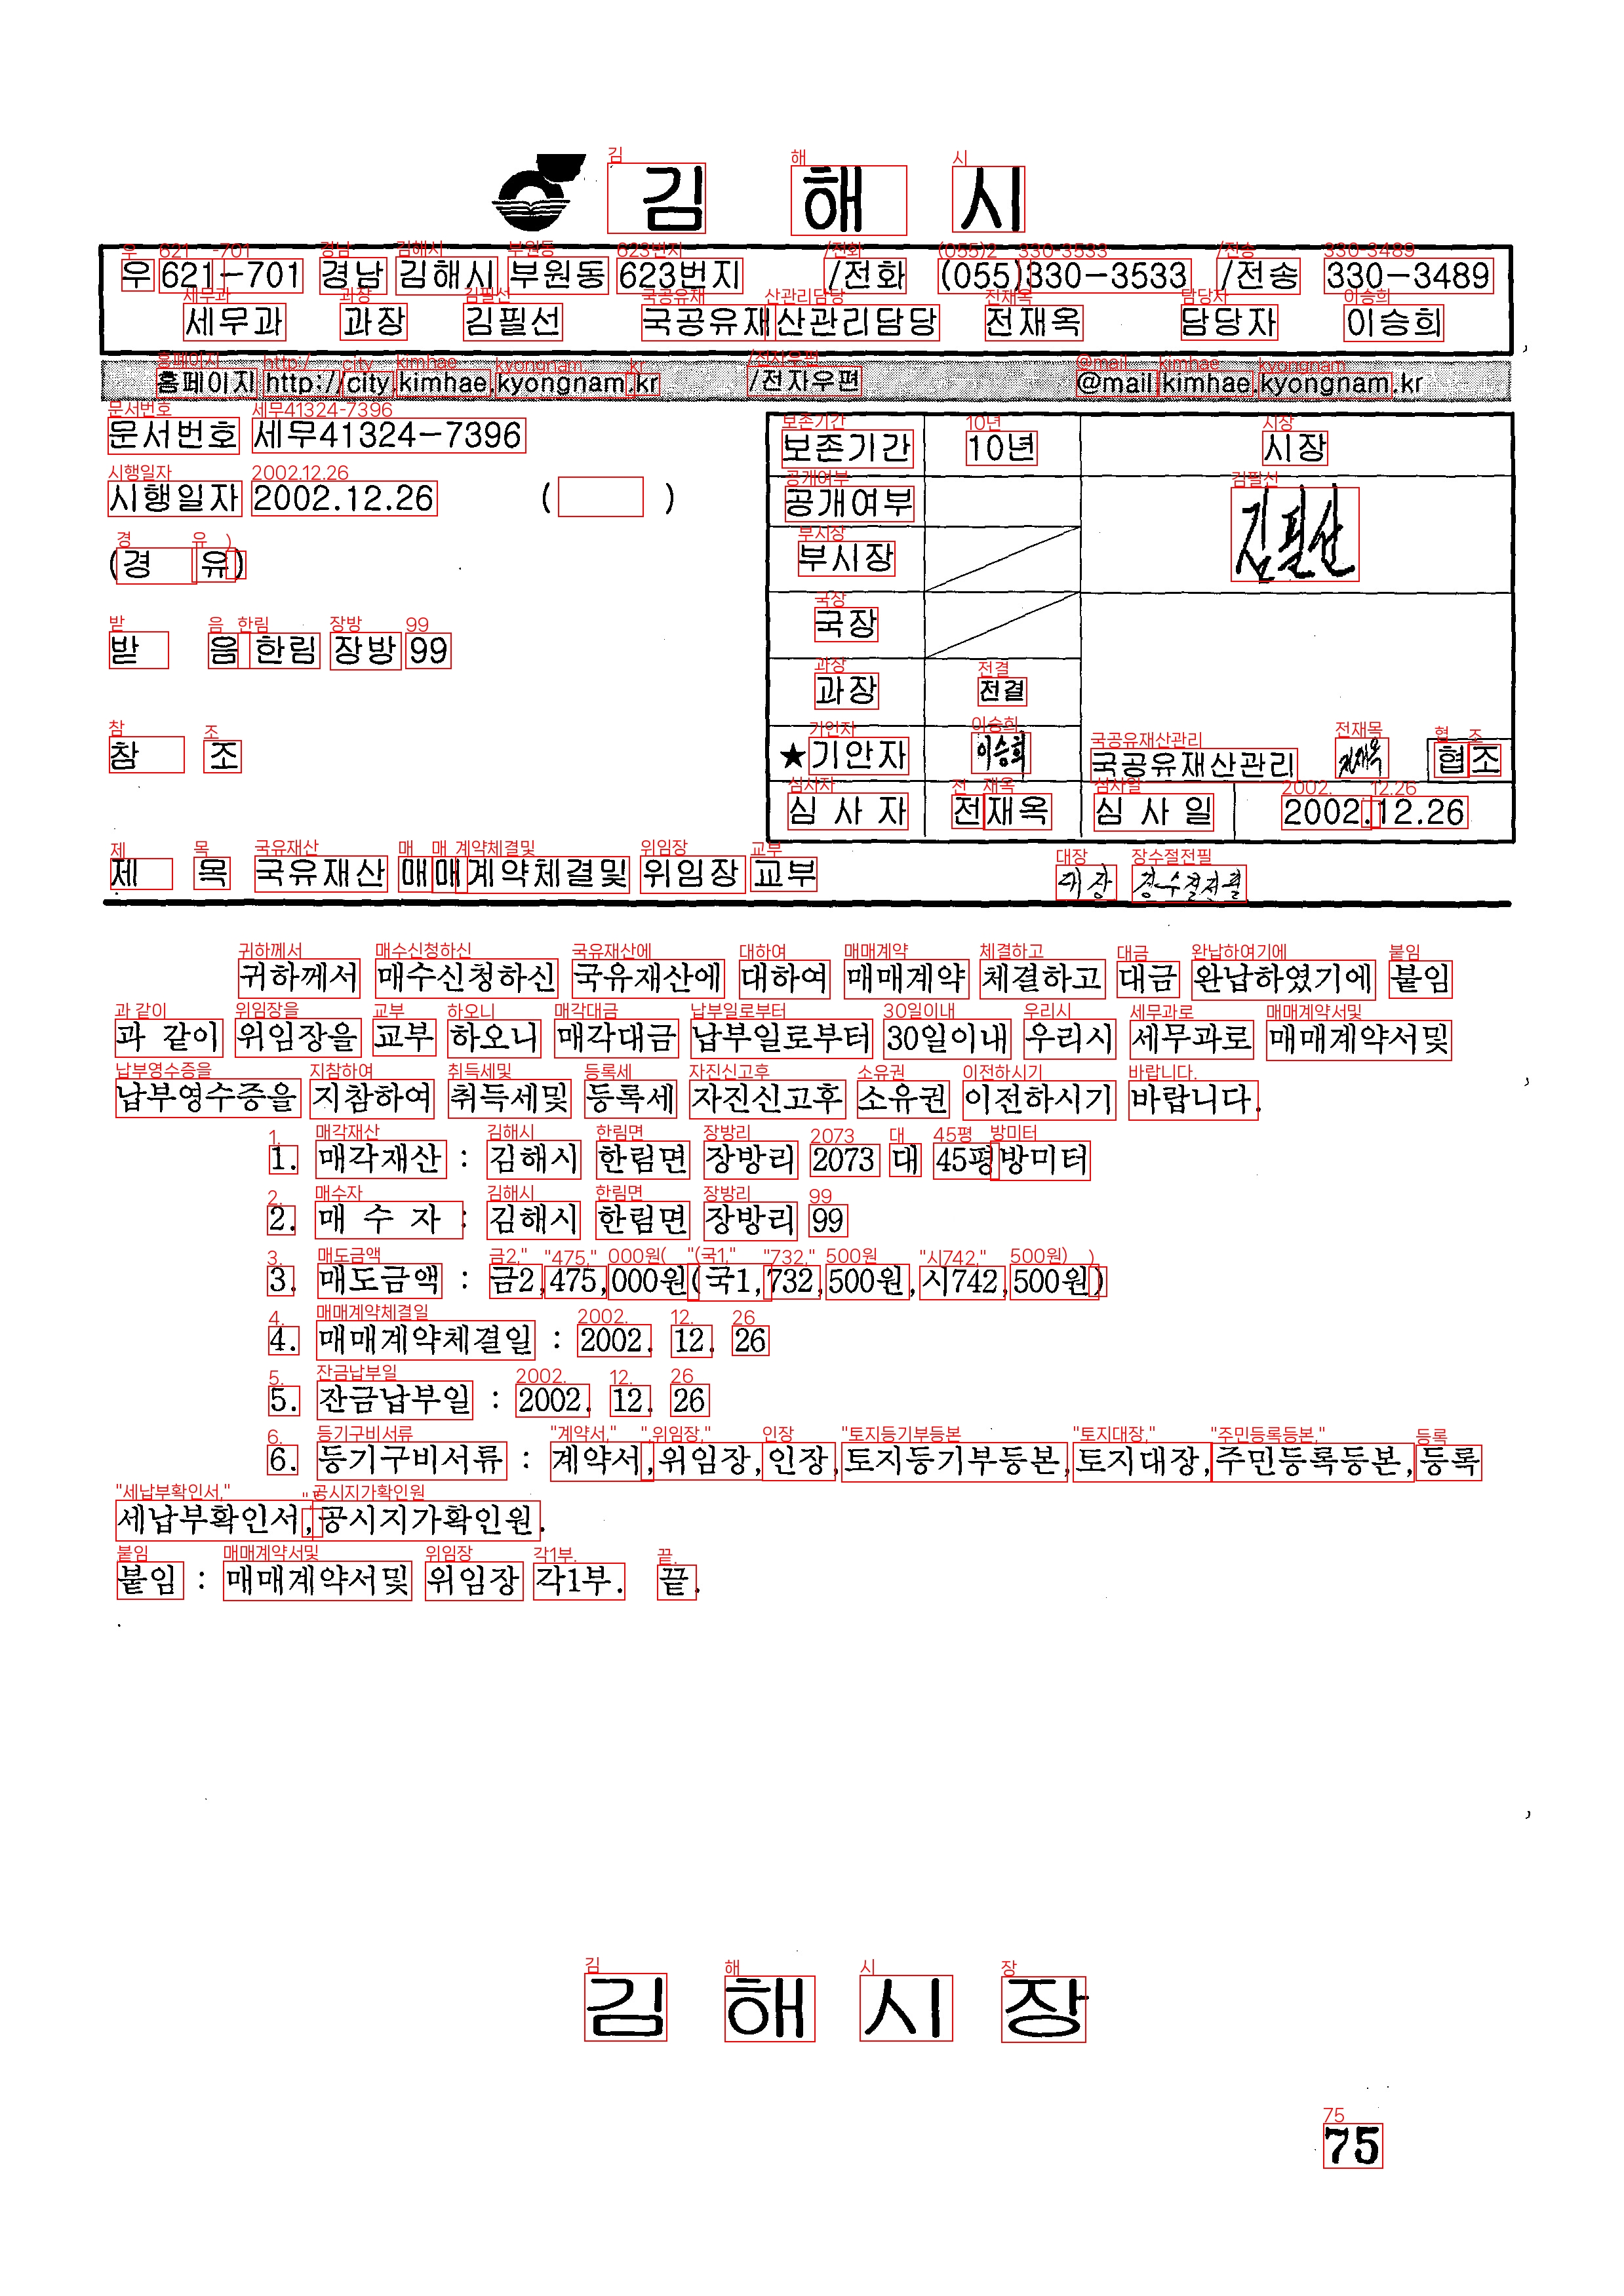 김 해 시
우 621-701 경남 김해시 부원동 623번지 /전화 (055)330-3533 /전송 330-3489
세무과 과장 김필선 국공유재산관리담당 전재옥 담당자 이승희
홈페이지 http://city.kimhae.kyongnam.kr /전자우편 @mail.kimhae.kyongnam.kr
문서번호 세무41324-7396
시행일자 2002.12.26 ( )
(경 유)
받 음 한림 장방 99
참 조
보존기간 10년 시장
공개여부 김필선
부시장
국장
과장 전결
★기안자 이승희 국공유재산관리 전재옥 협조
심사자 전재옥 심사일 2002.12.26
제 목 국유재산 매매계약체결및 위임장 교부
귀하께서 매수신청하신 국유재산에 대하여 매매계약 체결하고 대금 완납하였기에 붙임
과 같이 위임장을 교부 하오니 매각대금 납부일로부터 30일이내 우리시 세무과로 매매계약서및
납부영수증을 지참하여 취득세및 등록세 자진신고후 소유권 이전하시기 바랍니다.
1. 매각재산 : 김해시 한림면 장방리 2073 대 45평방미터
2. 매 수 자 : 김해시 한림면 장방리 99
3. 매도금액 : 금2,475,000원(국1,732,500원,시742,500원)
4. 매매계약체결일 : 2002. 12. 26
5. 잔금납부일 : 2002. 12. 26
6. 등기구비서류 : 계약서,위임장,인장,토지등기부등본,토지대장,주민등록등본,등록
세납부확인서,공시지가확인원.
붙임 : 매매계약서및 위임장 각1부. 끝.
김 해 시 장
75